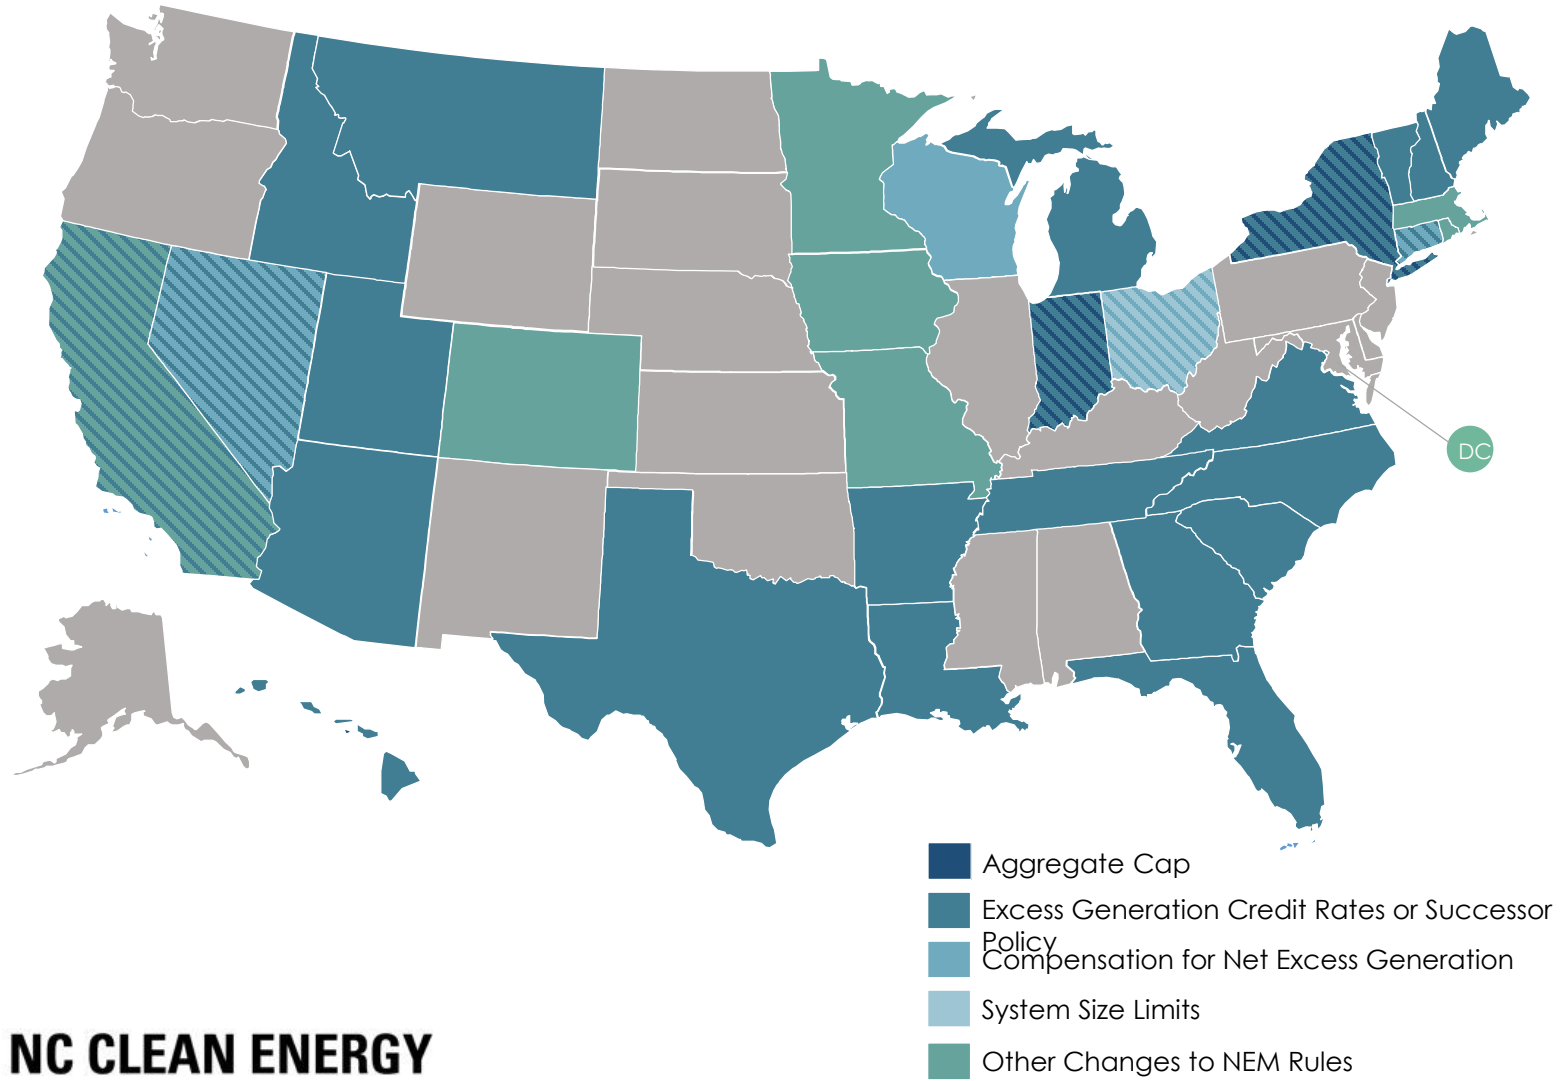 DC
Aggregate Cap
Excess Generation Credit Rates or Successor
Policy
Compensation for Net Excess Generation
System Size Limits
Other Changes to NEM Rules
NC CLEAN ENERGY